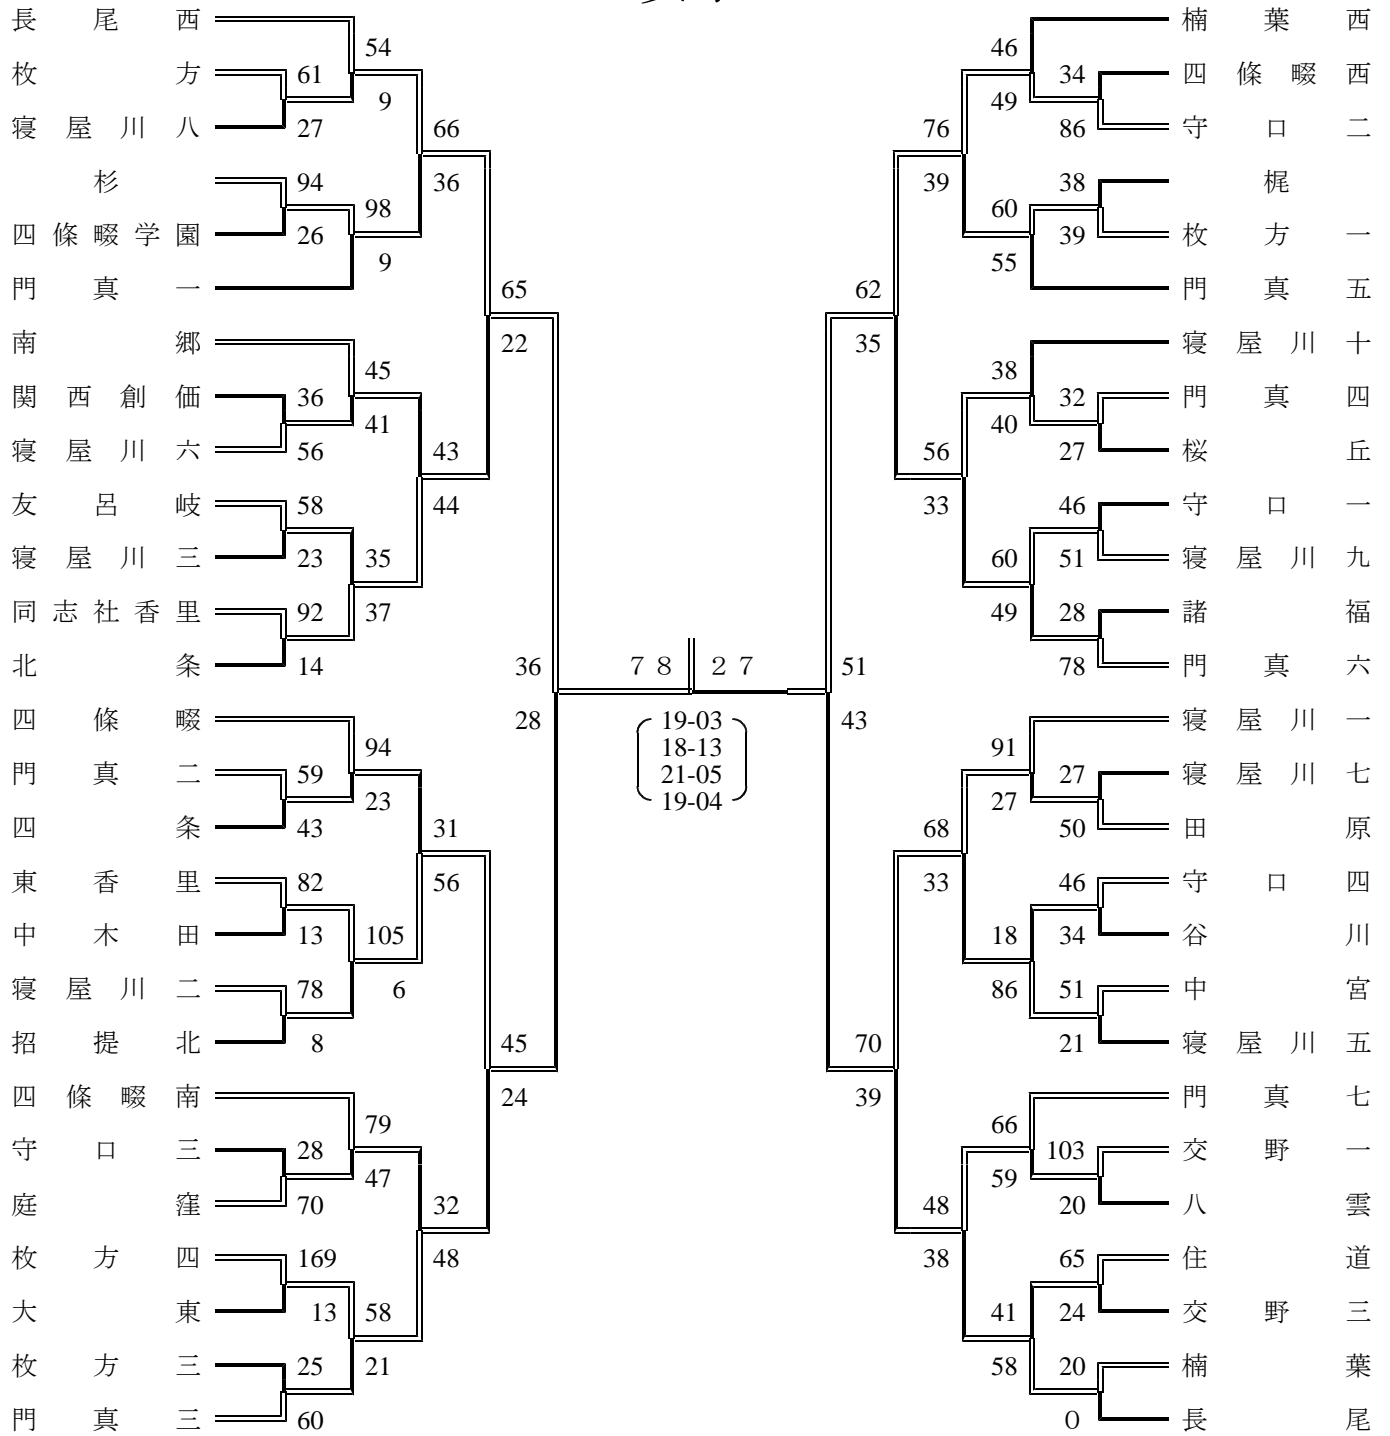 長尾西
54
枚方
61
9
寝屋川八
27
66
杉
94
36
98
四條畷学園
26
9
門真一
65
南郷
22
45
関西創価
36
41
寝屋川六
56
43
友呂岐
58
44
寝屋川三
23
35
同志社香里
92
37
北条
14
36
四條畷
28
94
門真二
59
23
四条
43
31
東香里
82
56
中木田
13
105
寝屋川二
78
6
招提北
8
45
四條畷南
24
79
守口三
28
47
庭窪
70
32
枚方四
169
48
大東
13
58
枚方三
25
21
門真三
60
78
27
19-03
18-13
21-05
19-04
楠葉西
46
四條畷西
34
49
守口二
86
76
梶
38
39
60
枚方一
39
55
門真五
62
寝屋川十
35
38
門真四
32
40
桜丘
27
56
守口一
46
33
寝屋川九
51
60
諸福
28
49
門真六
78
51
寝屋川一
43
91
寝屋川七
27
27
田原
50
68
守口四
46
33
谷川
34
18
中宮
51
86
寝屋川五
21
70
門真七
39
66
交野一
103
59
八雲
20
48
住道
65
38
交野三
24
41
楠葉
20
58
長尾
0